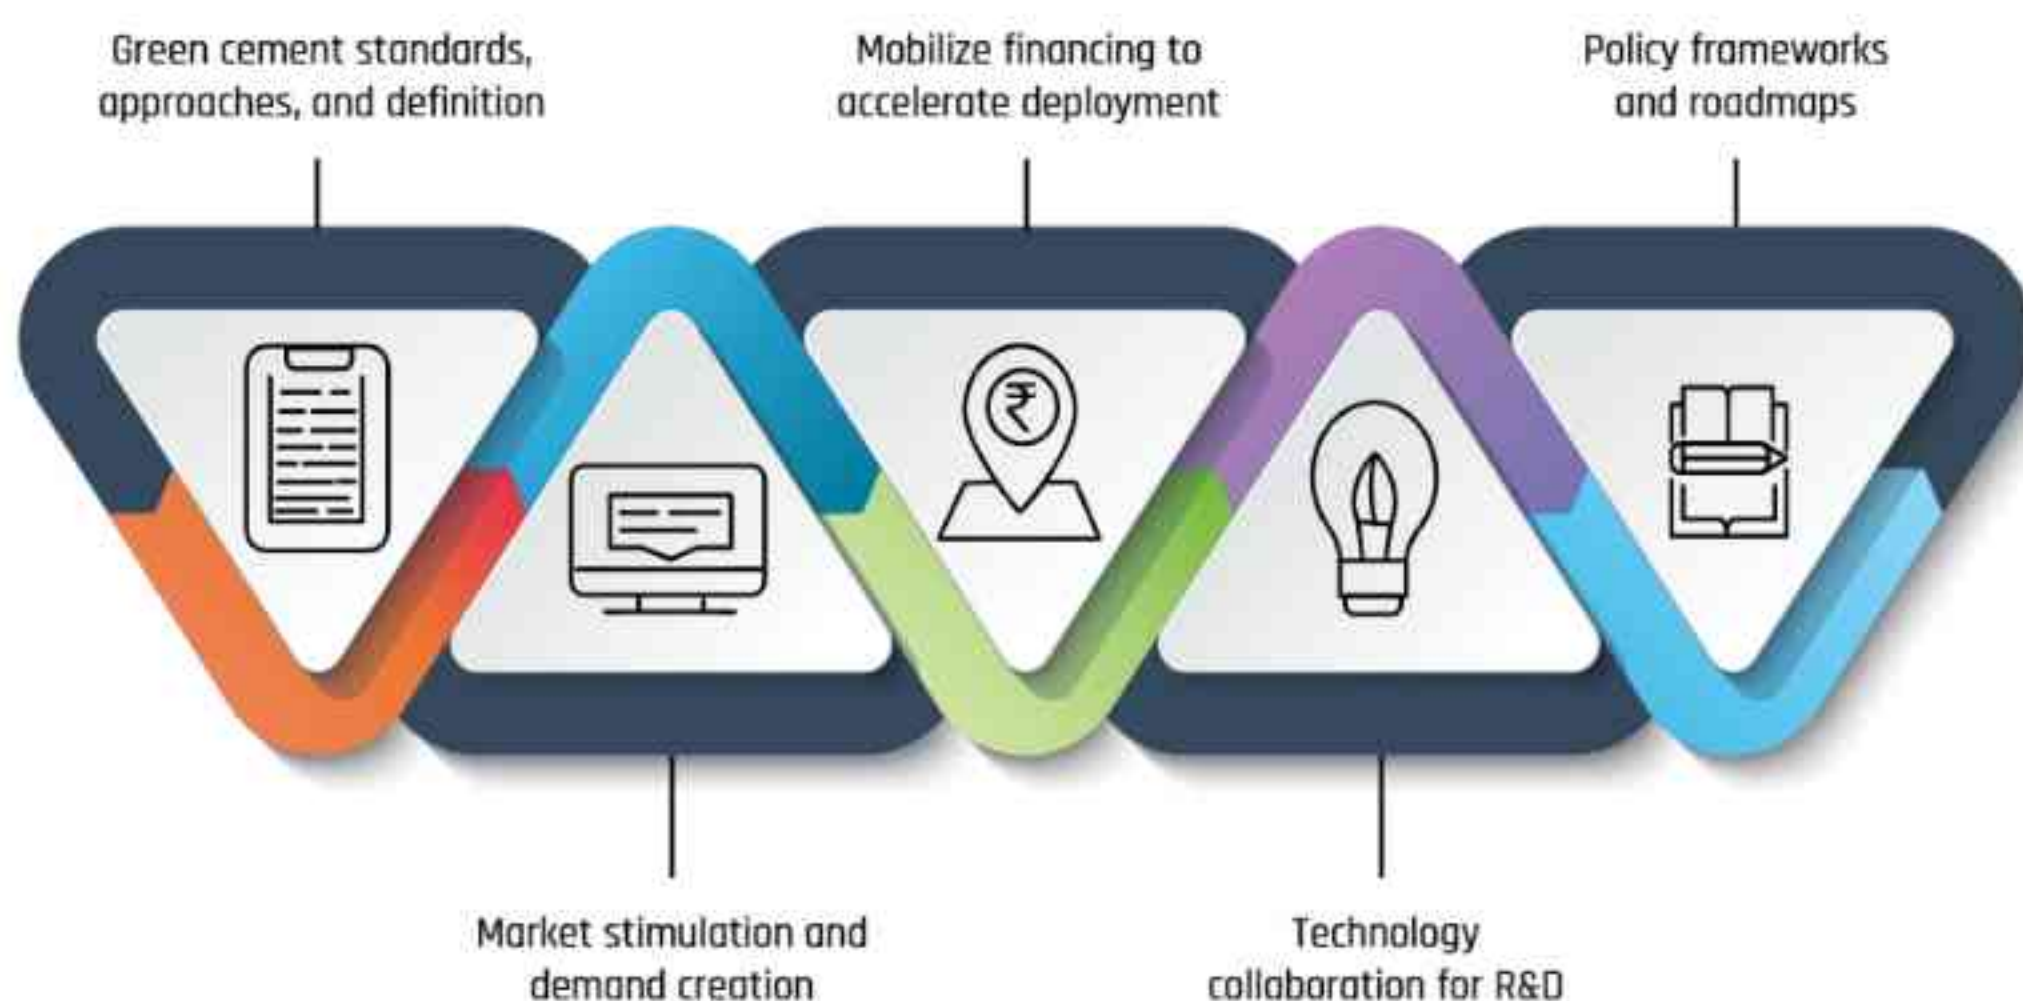 Green cement standards,
approaches, and definition
Mobilize financing to
accelerate deployment
Policy frameworks
and roadmaps
₹
Market stimulation and
demand creation
Technology
collaboration for R&D